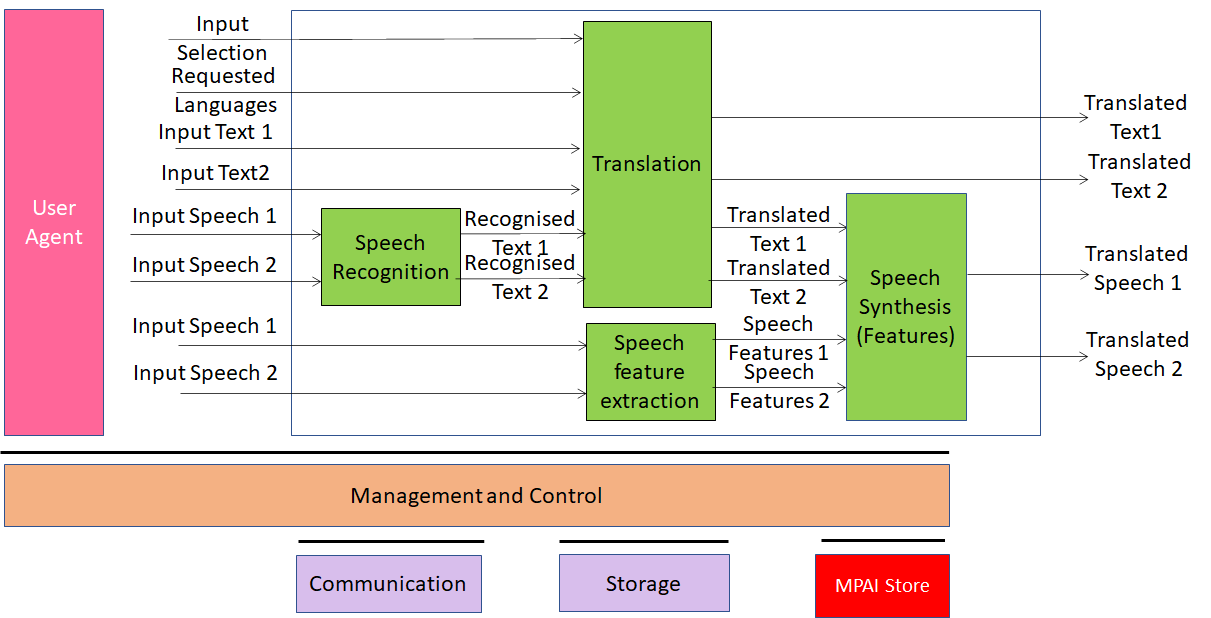 User
Agent
Input
Selection
Requested
Languages
Input Text 1
Input Text2
Input Speech 1
Input Speech 2
Input Speech 1
Input Speech 2
Speech
Recognition
Recognised
Text 1
Recognised
Text 2
Translation
Speech
feature
extraction
Translated
Text 1
Translated
Text 2
Speech
Features 1
Speech
Features 2
Speech
Synthesis
(Features)
Translated
Text1
Translated
Text 2
Translated
Speech 1
Translated
Speech 2
Management and Control
Communication
Storage
MPAI Store